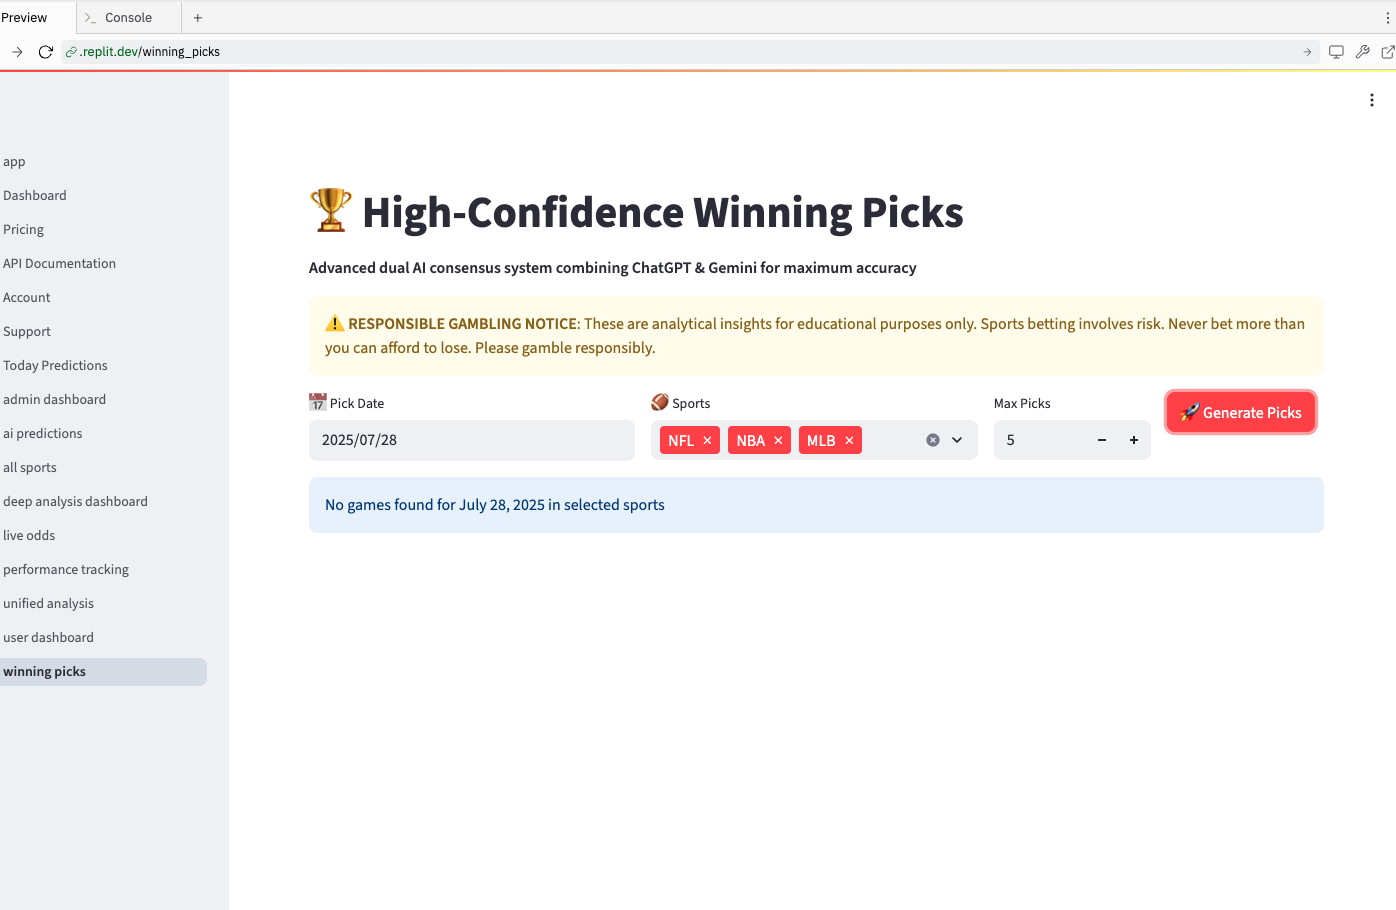 Preview
>_ Console
+
.replit.dev/winning_picks
app
Dashboard
Pricing
API Documentation
Account
Support
Today Predictions
admin dashboard
ai predictions
all sports
deep analysis dashboard
live odds
performance tracking
unified analysis
user dashboard
winning picks
🏆 High-Confidence Winning Picks
Advanced dual AI consensus system combining ChatGPT & Gemini for maximum accuracy
⚠️ RESPONSIBLE GAMBLING NOTICE: These are analytical insights for educational purposes only. Sports betting involves risk. Never bet more than
you can afford to lose. Please gamble responsibly.
📅 Pick Date
2025/07/28
🏈 Sports
NFL × NBA × MLB ×
Max Picks
5 − +
🚀 Generate Picks
No games found for July 28, 2025 in selected sports